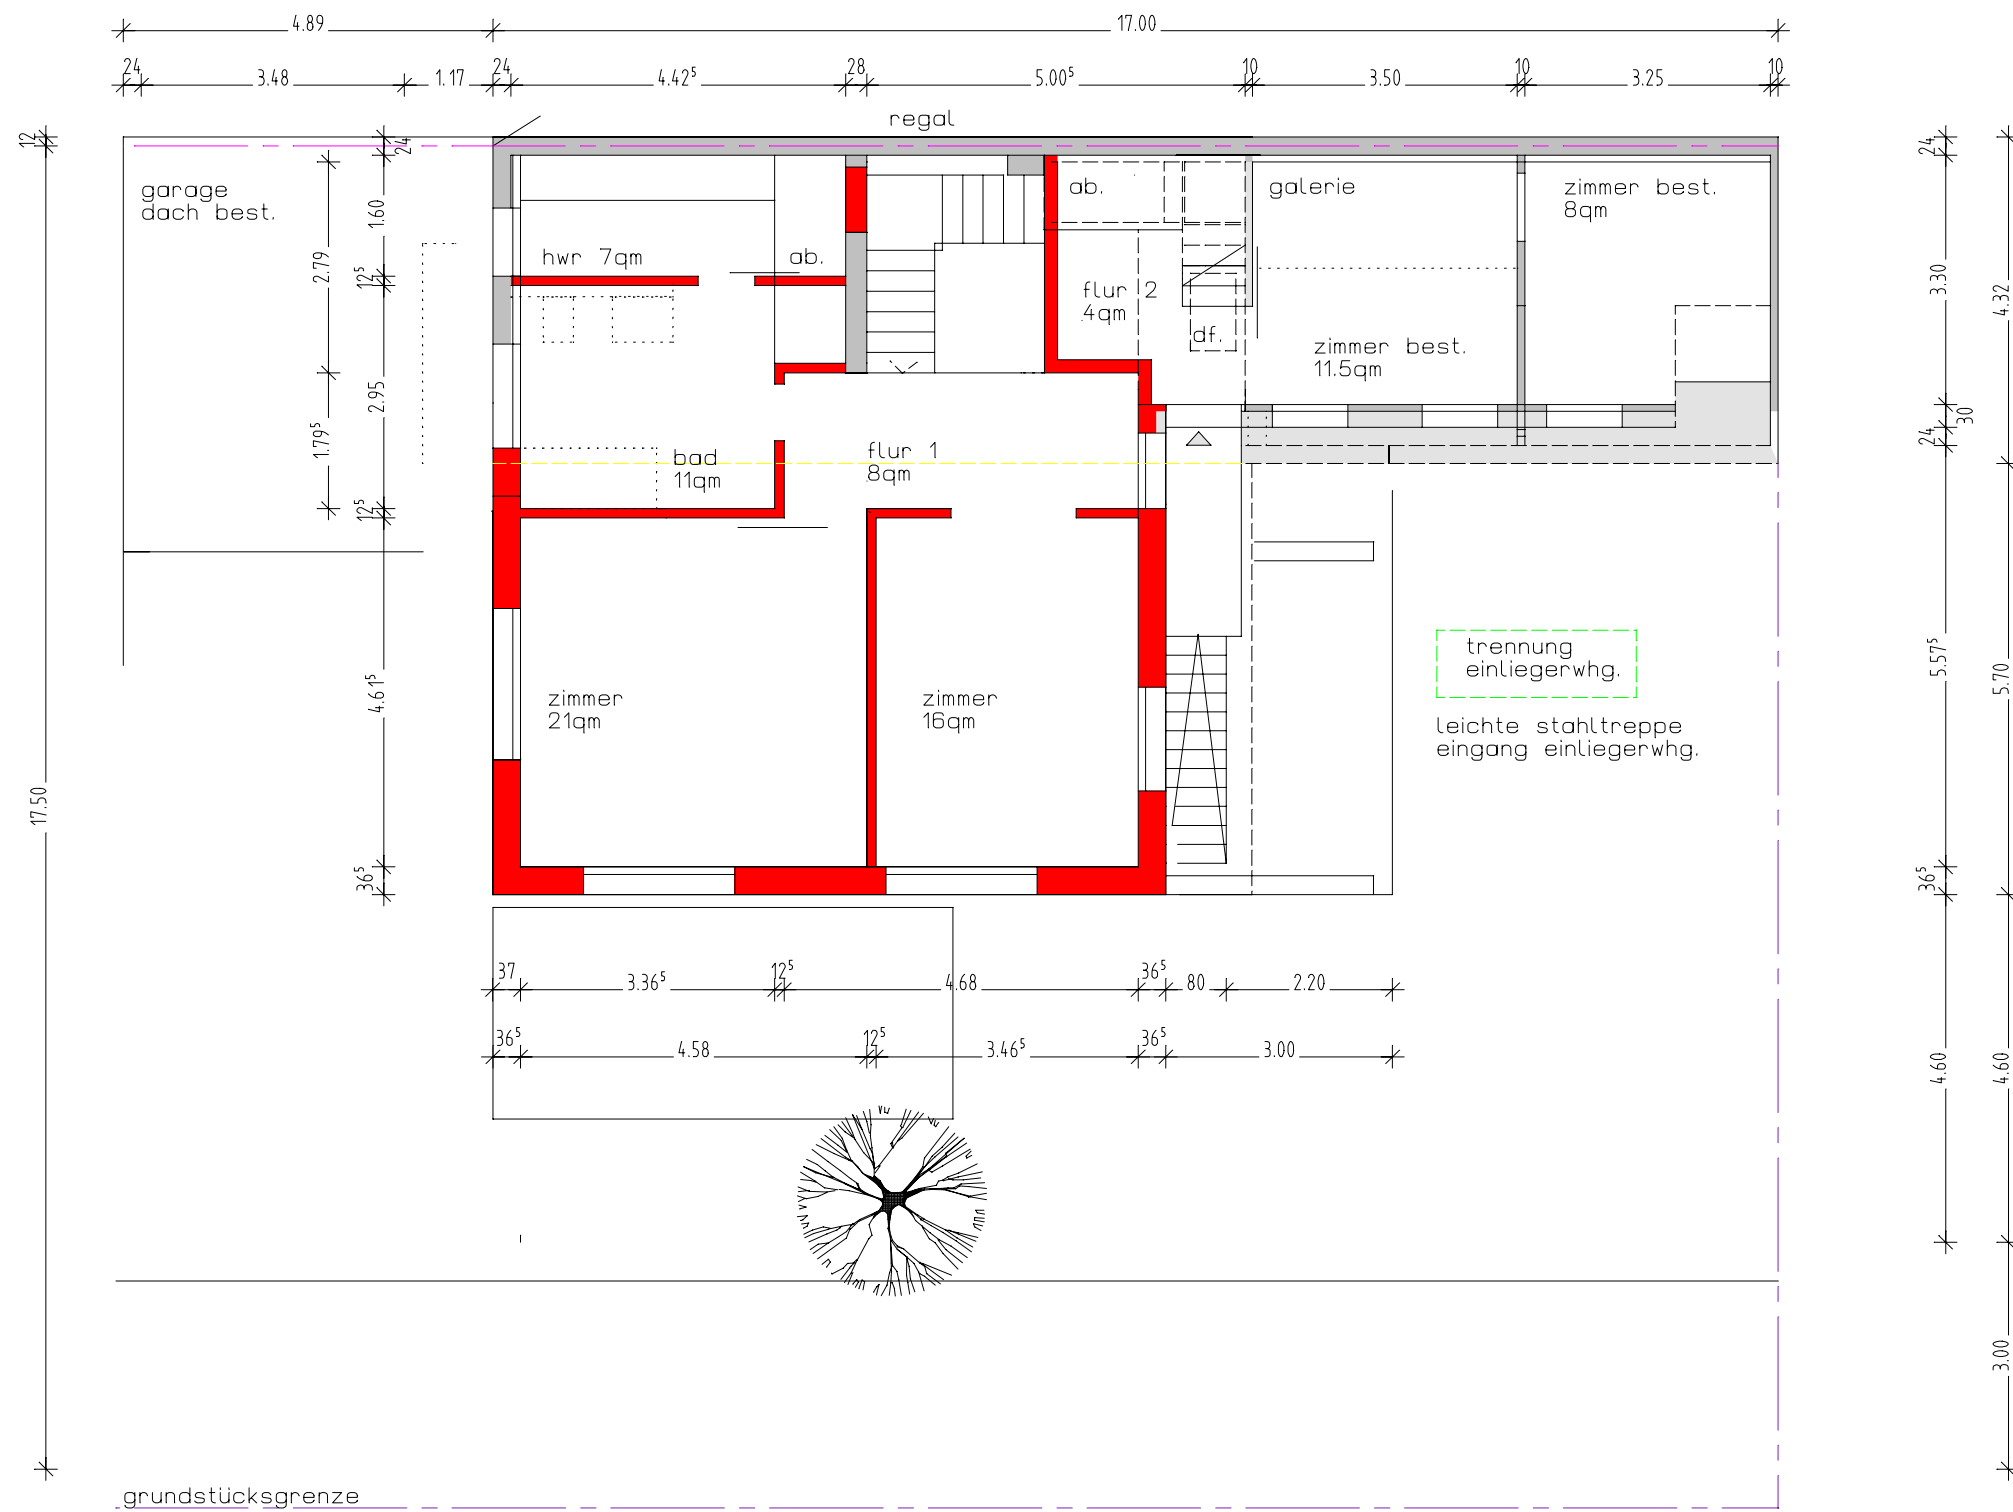 4.89
17.00
24
3.48
1.17
24
4.42⁵
28
5.00⁵
10
3.50
10
3.25
10
regal
12
24
24
garage
dach best.
ab.
galerie
zimmer best.
8qm
1.60
2.79
hwr 7qm
ab.
12⁵
flur 2
4qm
3.30
4.32
df.
zimmer best.
11.5qm
2.95
30
24
1.79⁵
bad
11qm
flur 1
8qm
12⁵
trennung
einliegerwhg.
5.57⁵
5.70
4.61⁵
zimmer
21qm
zimmer
16qm
leichte stahltreppe
eingang einliegerwhg.
17.50
36⁵
36⁵
37
3.36⁵
12⁵
4.68
36⁵
80
2.20
36⁵
4.58
12⁵
3.46⁵
36⁵
3.00
4.60
4.60
3.00
grundstücksgrenze